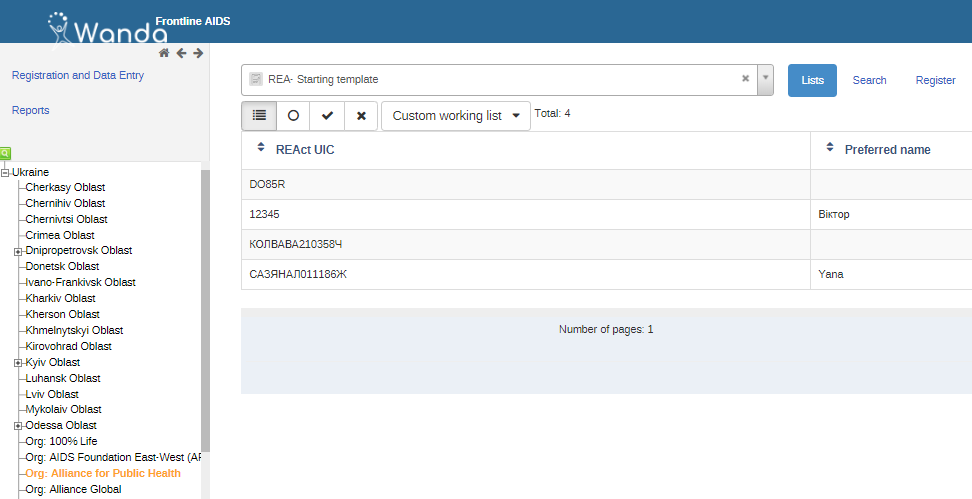 Wanda
Frontline AIDS
Registration and Data Entry
Reports
Ukraine
Cherkasy Oblast
Chernihiv Oblast
Chernivtsi Oblast
Crimea Oblast
Dnipropetrovsk Oblast
Donetsk Oblast
Ivano-Frankivsk Oblast
Kharkiv Oblast
Kherson Oblast
Khmelnytskyi Oblast
Kirovohrad Oblast
Kyiv Oblast
Luhansk Oblast
Lviv Oblast
Mykolaiv Oblast
Odessa Oblast
Org: 100% Life
Org: AIDS Foundation East-West (AF
Org: Alliance for Public Health
Org: Alliance Global
REA- Starting template
Lists Search Register
Custom working list Total: 4
REAct UIC Preferred name
DO85R
12345 Віктор
КОЛВАВА210358Ч
САЗЯНАЛ011186Ж Yana
Number of pages: 1